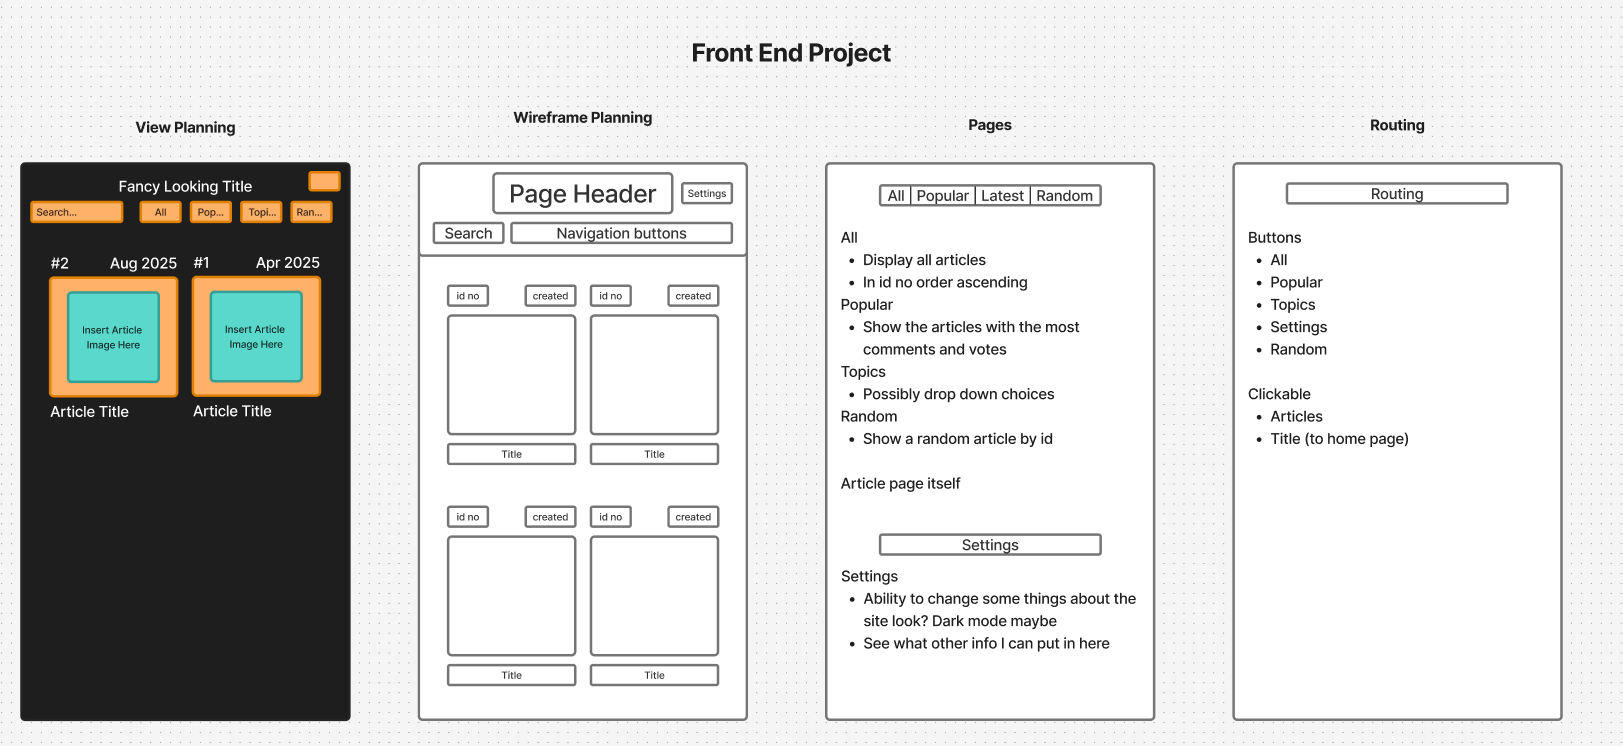 Front End Project
View Planning
Fancy Looking Title
Search...
All
Pop...
Topi...
Ran...
#2
Aug 2025
#1
Apr 2025
Insert Article
Image Here
Insert Article
Image Here
Article Title
Article Title
Wireframe Planning
Page Header
Settings
Search
Navigation buttons
id no
created
id no
created
Title
Title
id no
created
id no
created
Title
Title
Pages
All
Popular
Latest
Random
All
• Display all articles
• In id no order ascending
Popular
• Show the articles with the most
comments and votes
Topics
• Possibly drop down choices
Random
• Show a random article by id
Article page itself
Settings
Settings
• Ability to change some things about the
site look? Dark mode maybe
• See what other info I can put in here
Routing
Routing
Buttons
• All
• Popular
• Topics
• Settings
• Random
Clickable
• Articles
• Title (to home page)